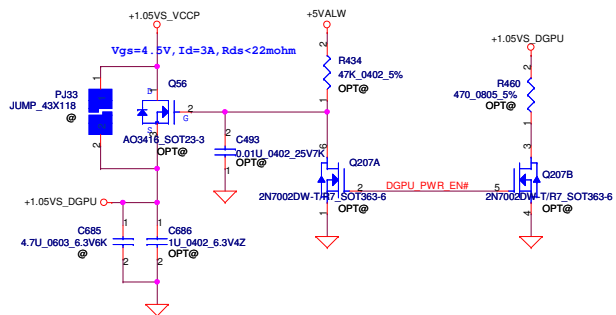 +1.05VS_VCCP
+5VALW
+1.05VS_DGPU
Vgs=4.5V,Id=3A,Rds<22mohm
2
R434
47K_0402_5%
OPT@
1
2
R460
470_0805_5%
OPT@
1
1
PJ33
JUMP_43X118
@
2
Q56
D
S
G
2
1
3
AO3416_SOT23-3
OPT@
2
C493
0.01U_0402_25V7K
OPT@
1
6
Q207A
2
2N7002DW-T/R7_SOT363-6
OPT@
1
DGPU_PWR_EN#
3
Q207B
5
2N7002DW-T/R7_SOT363-6
OPT@
4
+1.05VS_DGPU
1
C685
4.7U_0603_6.3V6K
@
2
1
C686
1U_0402_6.3V4Z
OPT@
2